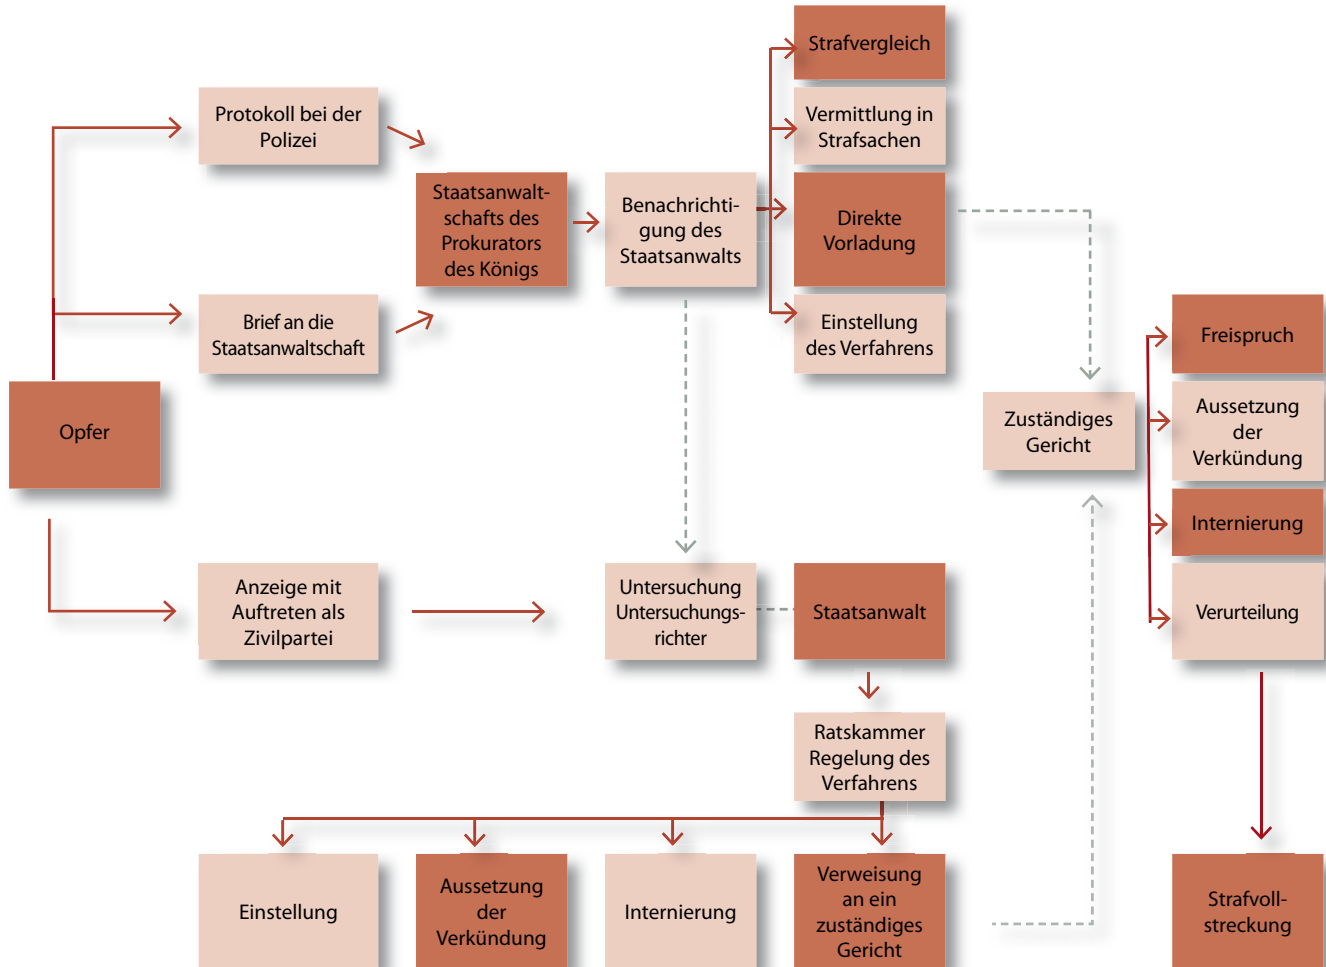 Strafvergleich
Protokoll bei der
Polizei
Vermittlung in
Strafsachen
Staatsanwalt-
schafts des
Prokurators
des Königs
Benachrichti-
gung des
Staatsanwalts
Direkte
Vorladung
Brief an die
Staatsanwaltschaft
Einstellung
des Verfahrens
Freispruch
Opfer
Zuständiges
Gericht
Aussetzung
der
Verkündung
Internierung
Anzeige mit
Auftreten als
Zivilpartei
Untersuchung
Untersuchungs-
richter
Staatsanwalt
Verurteilung
Ratskammer
Regelung des
Verfahrens
Einstellung
Aussetzung
der
Verkündung
Internierung
Verweisung
an ein
zuständiges
Gericht
Strafvoll-
streckung